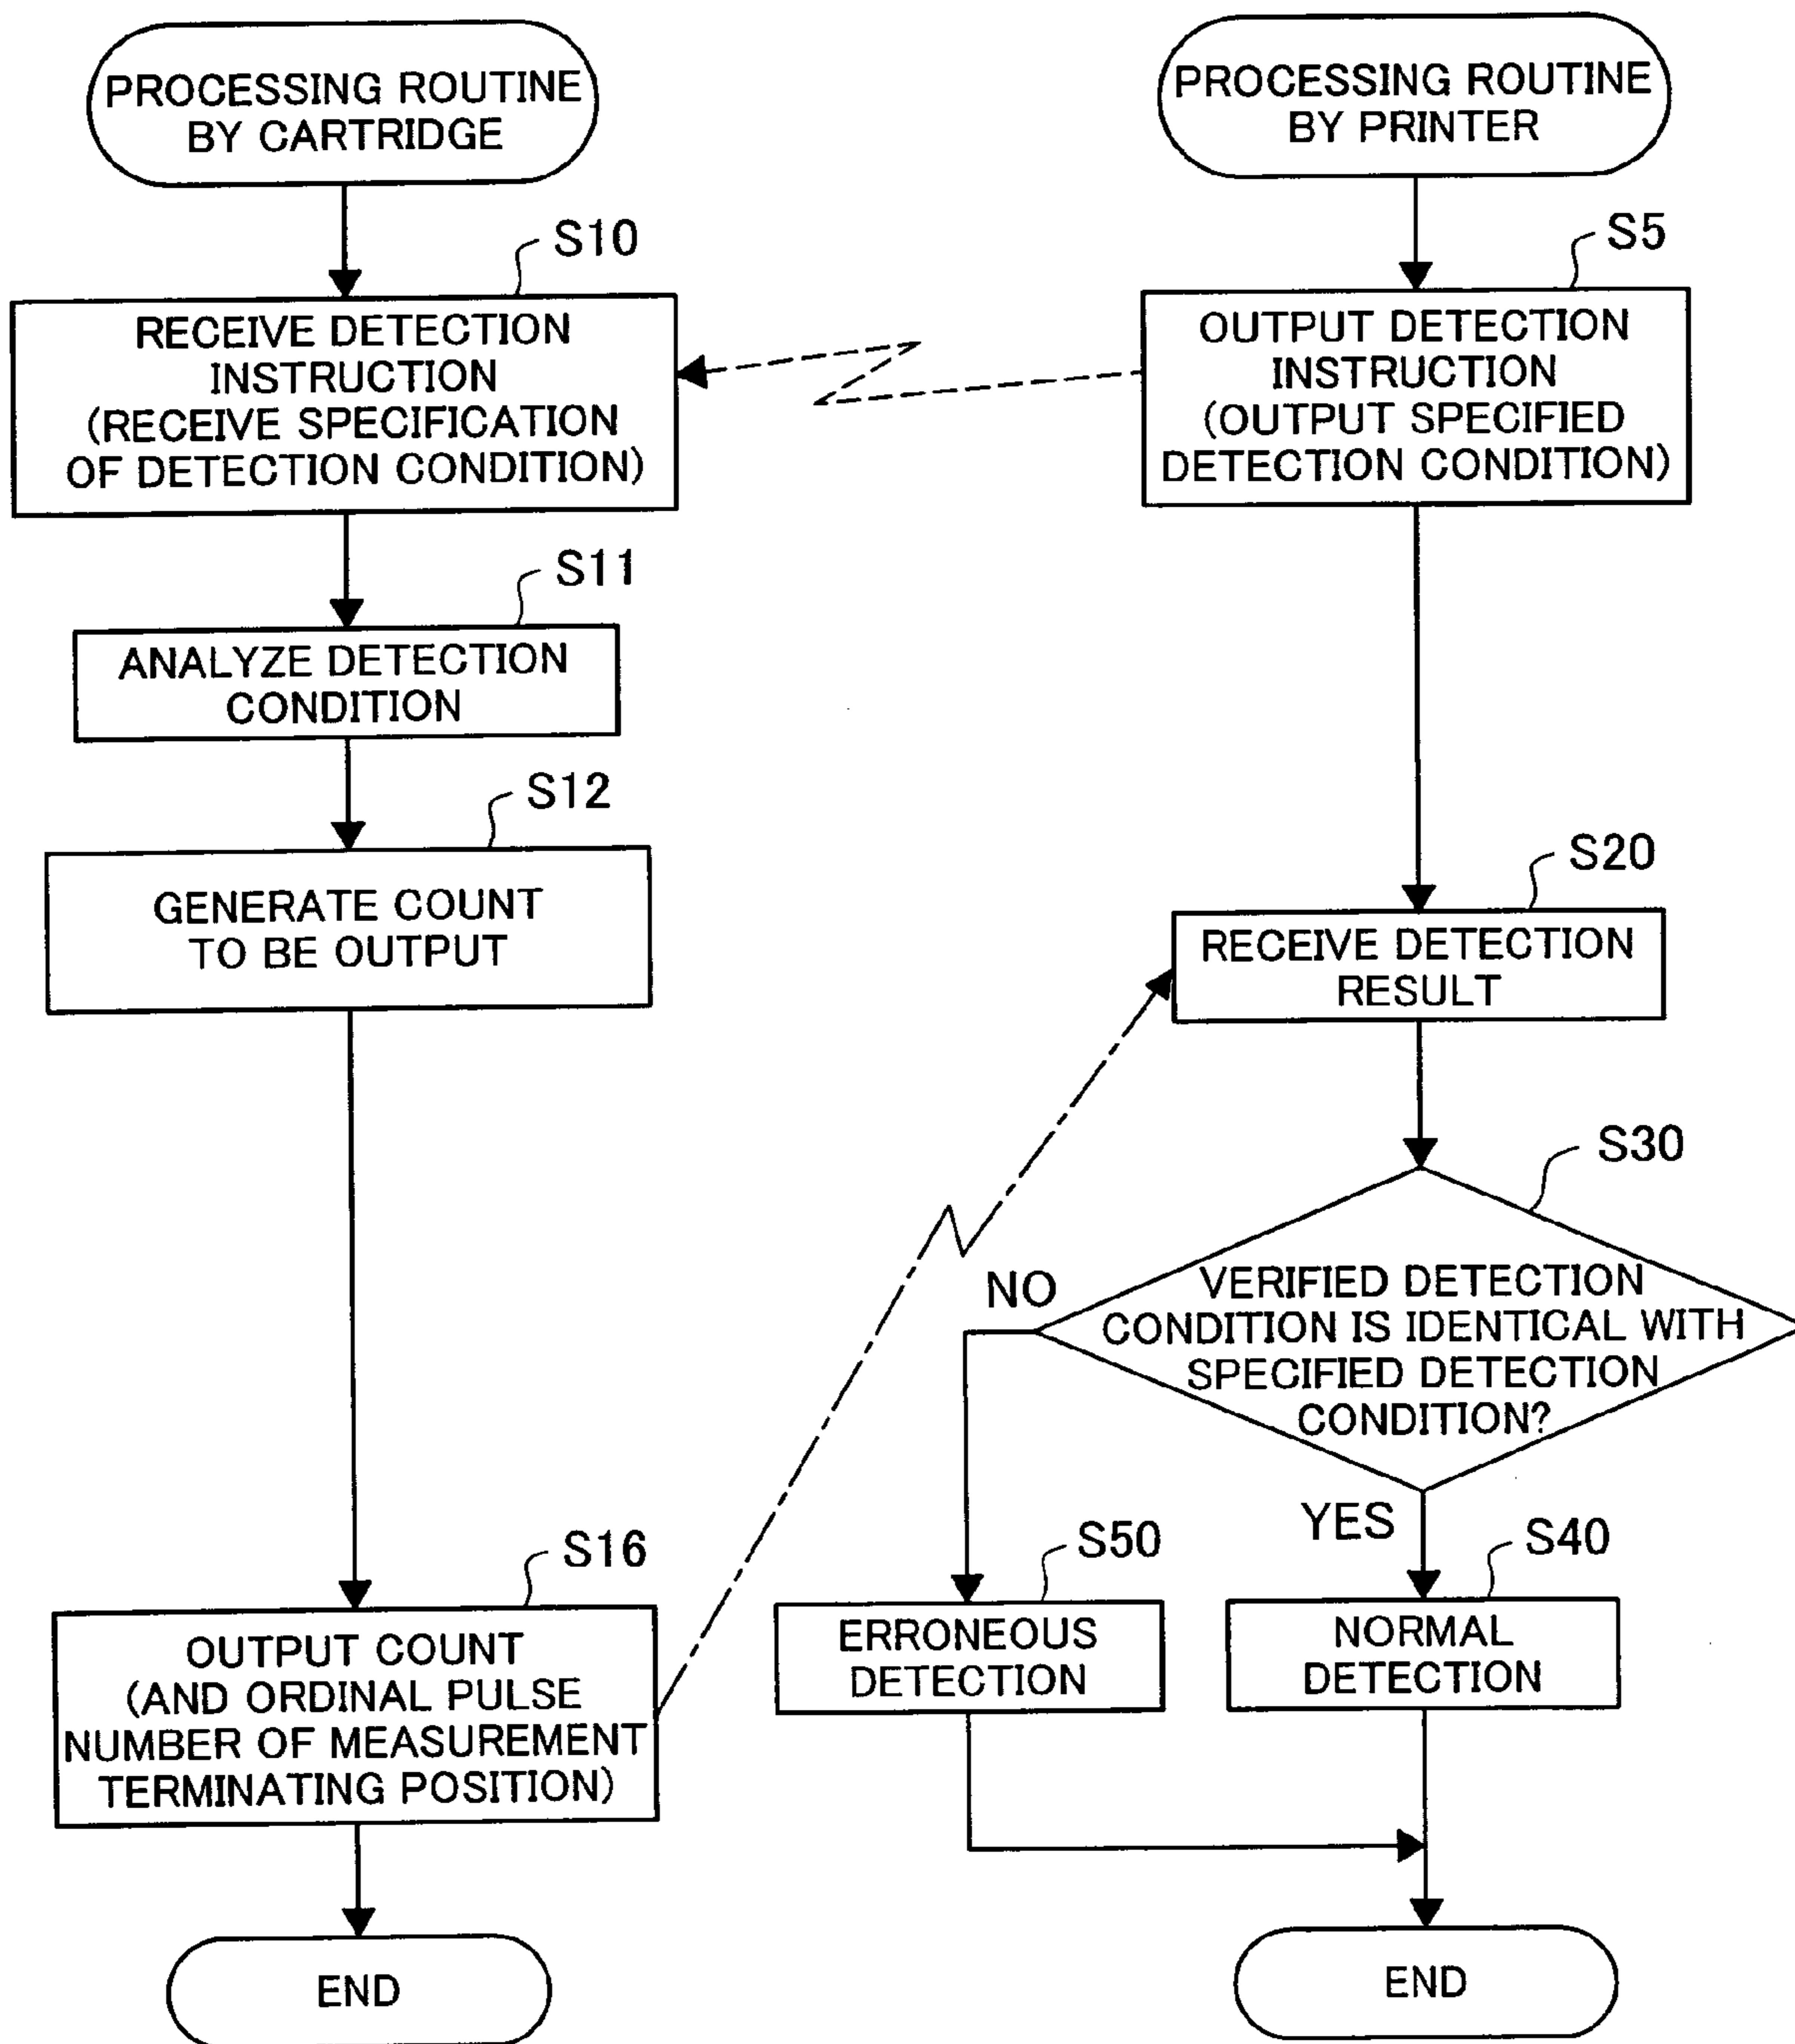 PROCESSING ROUTINE
BY CARTRIDGE
S10
RECEIVE DETECTION
INSTRUCTION
(RECEIVE SPECIFICATION
OF DETECTION CONDITION)
S11
ANALYZE DETECTION
CONDITION
S12
GENERATE COUNT
TO BE OUTPUT
S16
OUTPUT COUNT
(AND ORDINAL PULSE
NUMBER OF MEASUREMENT
TERMINATING POSITION)
END
PROCESSING ROUTINE
BY PRINTER
S5
OUTPUT DETECTION
INSTRUCTION
(OUTPUT SPECIFIED
DETECTION CONDITION)
S20
RECEIVE DETECTION
RESULT
S30
VERIFIED DETECTION
CONDITION IS IDENTICAL WITH
SPECIFIED DETECTION
CONDITION?
NO
YES
S50
ERRONEOUS
DETECTION
S40
NORMAL
DETECTION
END